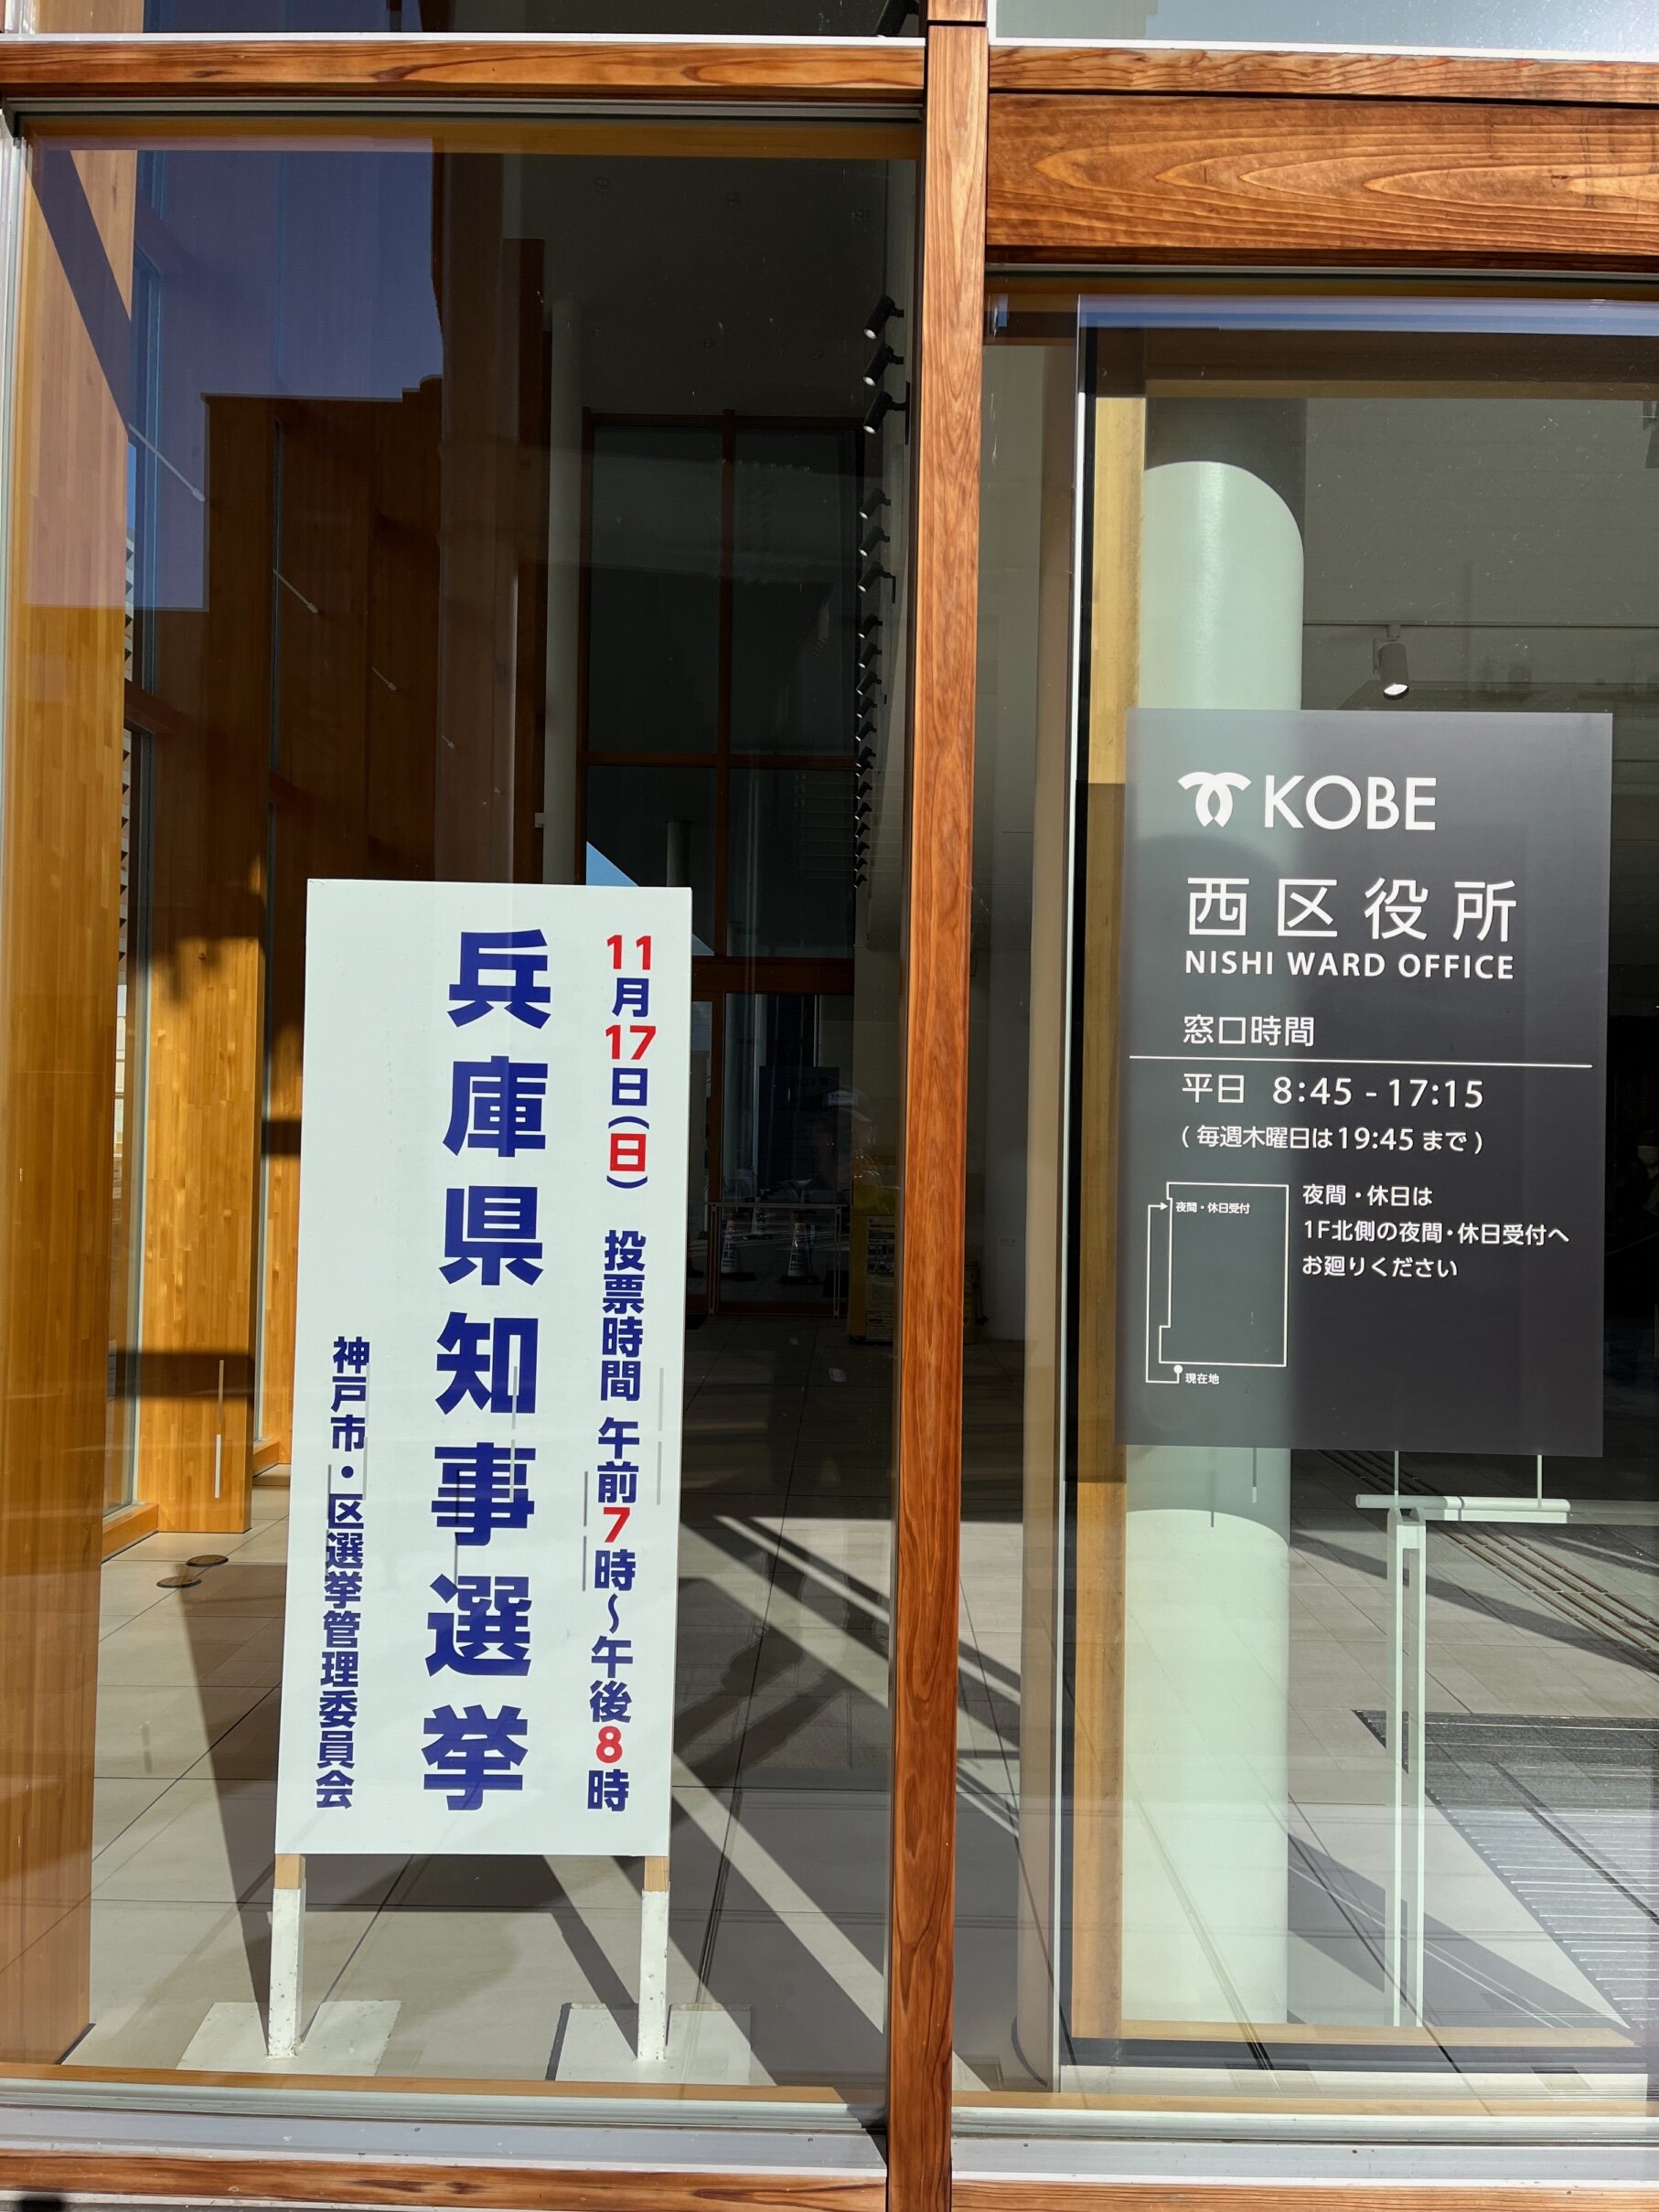 11月17日(日) 投票時間 午前7時～午後8時
兵庫県知事選挙
神戸市・区選挙管理委員会
KOBE
西区役所
NISHI WARD OFFICE
窓口時間
平日 8:45 - 17:15
( 毎週木曜日は19:45 まで )
夜間・休日受付
現在地
夜間・休日は
1F北側の夜間・休日受付へ
お廻りください